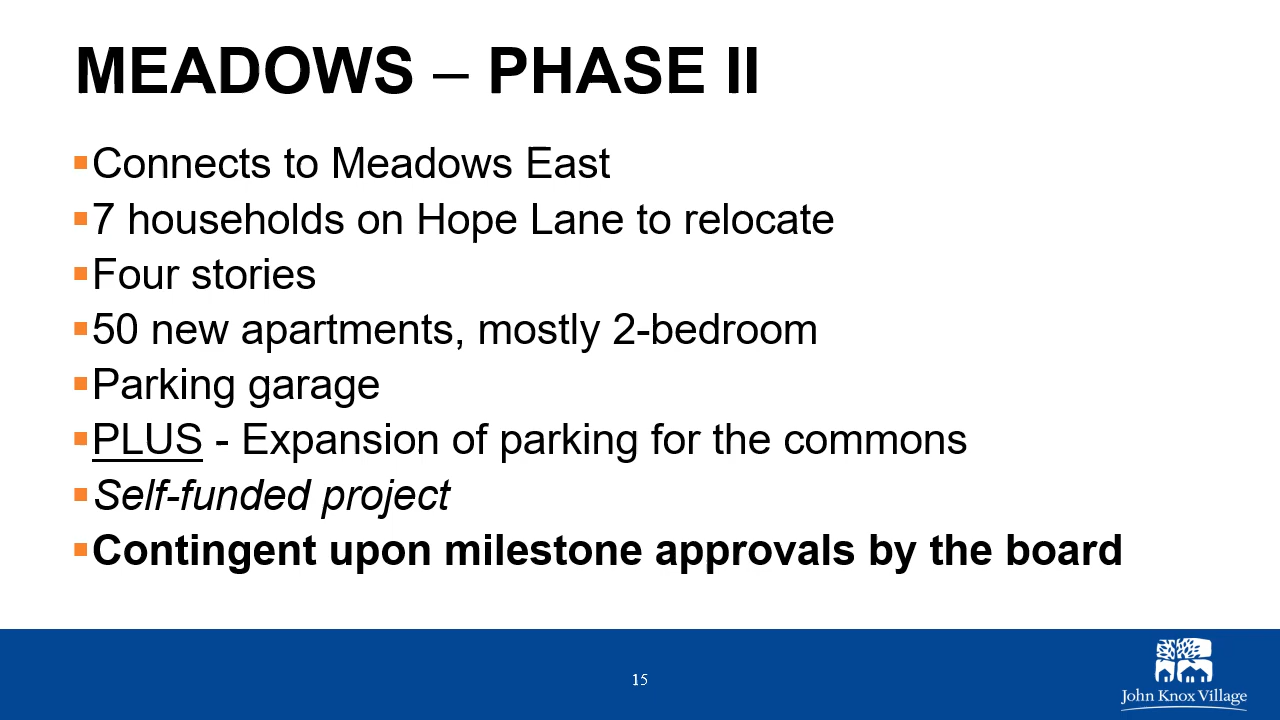 MEADOWS – PHASE II
▪Connects to Meadows East
▪7 households on Hope Lane to relocate
▪Four stories
▪50 new apartments, mostly 2-bedroom
▪Parking garage
▪PLUS - Expansion of parking for the commons
▪Self-funded project
▪Contingent upon milestone approvals by the board
15
John Knox Village